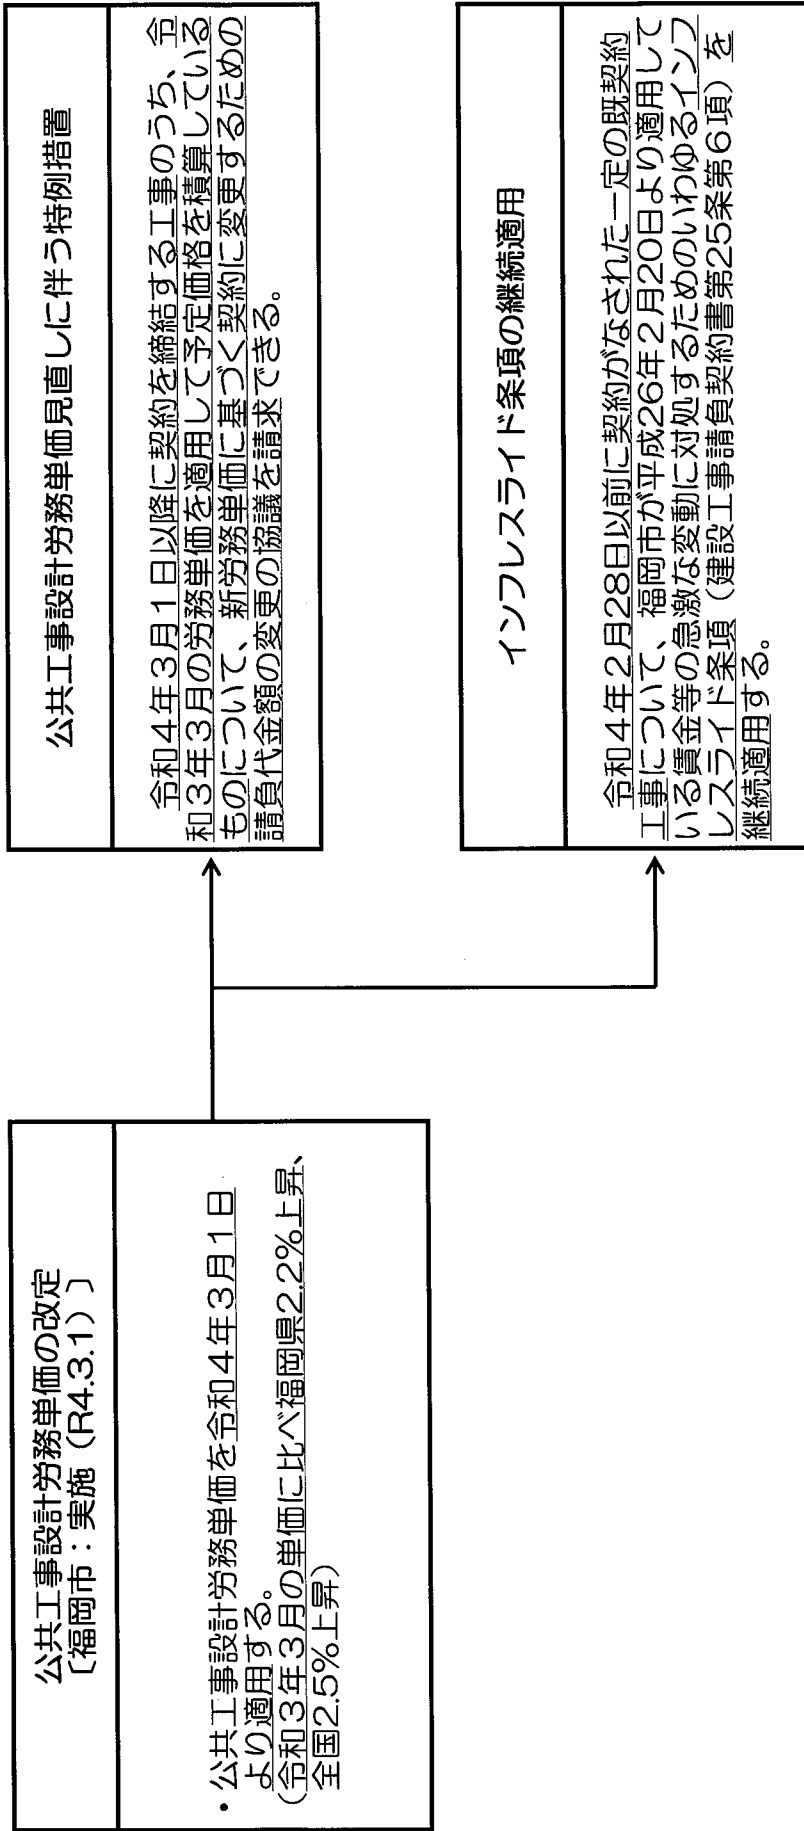 公共工事設計労務単価の改定
〔福岡市：実施（R4.3.1）〕
・公共工事設計労務単価を令和４年３月１日
より適用する。
（令和３年３月の単価に比べ福岡県2.2%上昇、
全国2.5%上昇）
公共工事設計労務単価見直しに伴う特例措置
令和４年３月１日以降に契約を締結する工事のうち、令
和３年３月の労務単価を適用して予定価格を積算している
ものについて、新労務単価に基づく契約に変更するための
請負代金額の変更の協議を請求できる。
インフレスライド条項の継続適用
令和４年２月28日以前に契約がなされた一定の既契約
工事について、福岡市が平成26年２月20日より適用して
いる賃金等の急激な変動に対処するためのいわゆるインフ
レスライド条項（建設工事請負契約書第25条第６項）を
継続適用する。